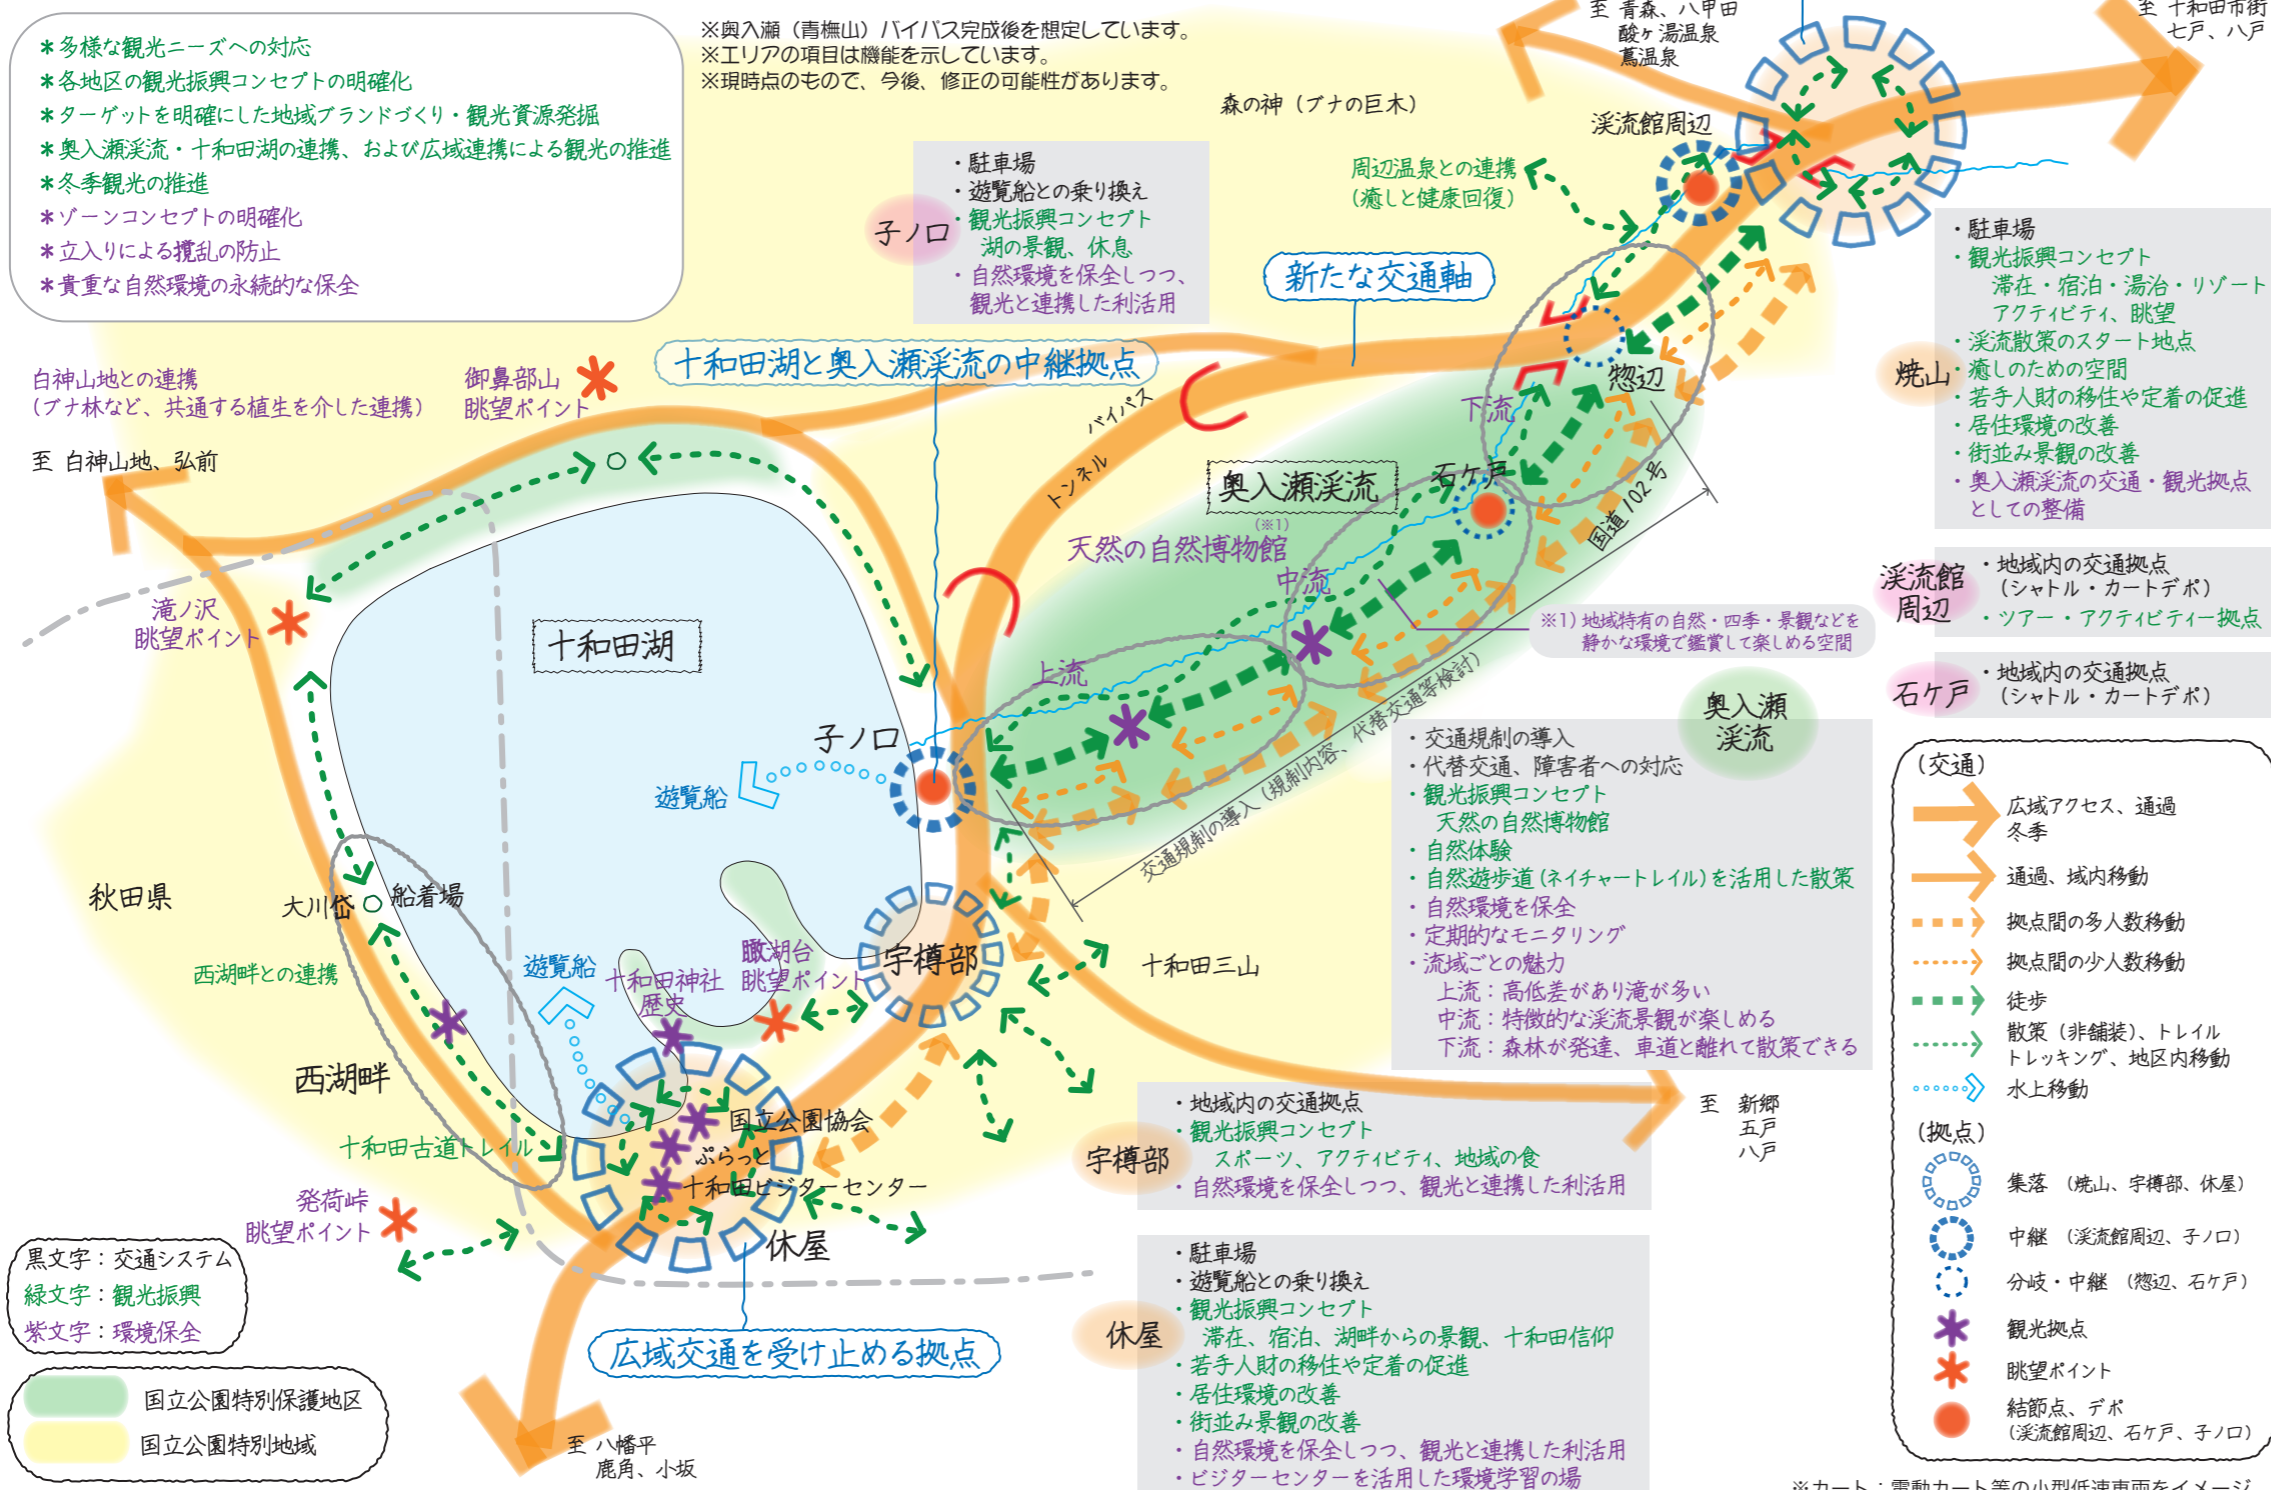 ＊多様な観光ニーズへの対応
＊各地区の観光振興コンセプトの明確化
＊ターゲットを明確にした地域ブランドづくり・観光資源発掘
＊奥入瀬渓流・十和田湖の連携、および広域連携による観光の推進
＊冬季観光の推進
＊ゾーンコンセプトの明確化
＊立入りによる撹乱の防止
＊貴重な自然環境の永続的な保全
※奥入瀬（青橅山）バイパス完成後を想定しています。
※エリアの項目は機能を示しています。
※現時点のもので、今後、修正の可能性があります。
至 青森、八甲田
酸ヶ湯温泉
蔦温泉
至 十和田市街
七戸、八戸
森の神（ブナの巨木）
渓流館周辺
周辺温泉との連携
（癒しと健康回復）
子ノ口
・駐車場
・遊覧船との乗り換え
・観光振興コンセプト
湖の景観、休息
・自然環境を保全しつつ、
観光と連携した利活用
新たな交通軸
十和田湖と奥入瀬渓流の中継拠点
焼山
・駐車場
・観光振興コンセプト
滞在・宿泊・湯治・リゾート
アクティビティ、眺望
・渓流散策のスタート地点
・癒しのための空間
・若手人財の移住や定着の促進
・居住環境の改善
・街並み景観の改善
・奥入瀬渓流の交通・観光拠点
としての整備
白神山地との連携
（ブナ林など、共通する植生を介した連携）
御鼻部山
眺望ポイント
至 白神山地、弘前
バイパス
トンネル
惣辺
下流
石ケ戸
奥入瀬渓流
（※1）
天然の自然博物館
中流
国道102号
渓流館
周辺
・地域内の交通拠点
（シャトル・カートデポ）
・ツアー・アクティビティー拠点
※1）地域特有の自然・四季・景観などを
静かな環境で鑑賞して楽しめる空間
石ケ戸
・地域内の交通拠点
（シャトル・カートデポ）
滝ノ沢
眺望ポイント
十和田湖
上流
子ノ口
遊覧船
交通規制の導入（規制内容、代替交通等検討）
奥入瀬
渓流
・交通規制の導入
・代替交通、障害者への対応
・観光振興コンセプト
天然の自然博物館
・自然体験
・自然遊歩道（ネイチャートレイル）を活用した散策
・自然環境を保全
・定期的なモニタリング
・流域ごとの魅力
上流：高低差があり滝が多い
中流：特徴的な渓流景観が楽しめる
下流：森林が発達、車道と離れて散策できる
秋田県
大川岱
船着場
西湖畔との連携
遊覧船
十和田神社
歴史
瞰湖台
眺望ポイント
宇樽部
十和田三山
西湖畔
十和田古道トレイル
国立公園協会
ぷらっと
十和田ビジターセンター
休屋
発荷峠
眺望ポイント
至 新郷
五戸
八戸
宇樽部
・地域内の交通拠点
・観光振興コンセプト
スポーツ、アクティビティ、地域の食
・自然環境を保全しつつ、観光と連携した利活用
休屋
・駐車場
・遊覧船との乗り換え
・観光振興コンセプト
滞在、宿泊、湖畔からの景観、十和田信仰
・若手人財の移住や定着の促進
・居住環境の改善
・街並み景観の改善
・自然環境を保全しつつ、観光と連携した利活用
・ビジターセンターを活用した環境学習の場
広域交通を受け止める拠点
至 八幡平
鹿角、小坂
黒文字：交通システム
緑文字：観光振興
紫文字：環境保全
国立公園特別保護地区
国立公園特別地域
（交通）
広域アクセス、通過
冬季
通過、域内移動
拠点間の多人数移動
拠点間の少人数移動
徒歩
散策（非舗装）、トレイル
トレッキング、地区内移動
水上移動
（拠点）
集落 （焼山、宇樽部、休屋）
中継 （渓流館周辺、子ノ口）
分岐・中継 （惣辺、石ケ戸）
観光拠点
眺望ポイント
結節点、デポ
（渓流館周辺、石ケ戸、子ノ口）
※カート：電動カート等の小型低速車両をイメージ